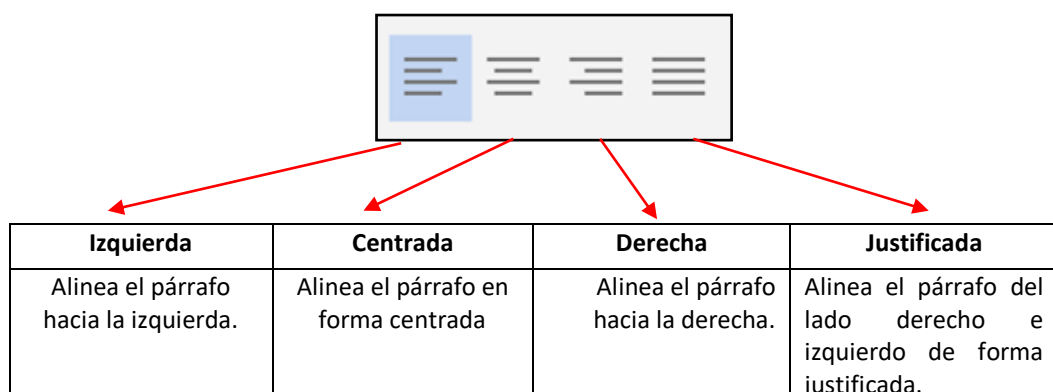 Izquierda
Centrada
Derecha
Justificada
Alinea el párrafo
hacia la izquierda.
Alinea el párrafo en
forma centrada
Alinea el párrafo
hacia la derecha.
Alinea el párrafo del
lado derecho e
izquierdo de forma
justificada.